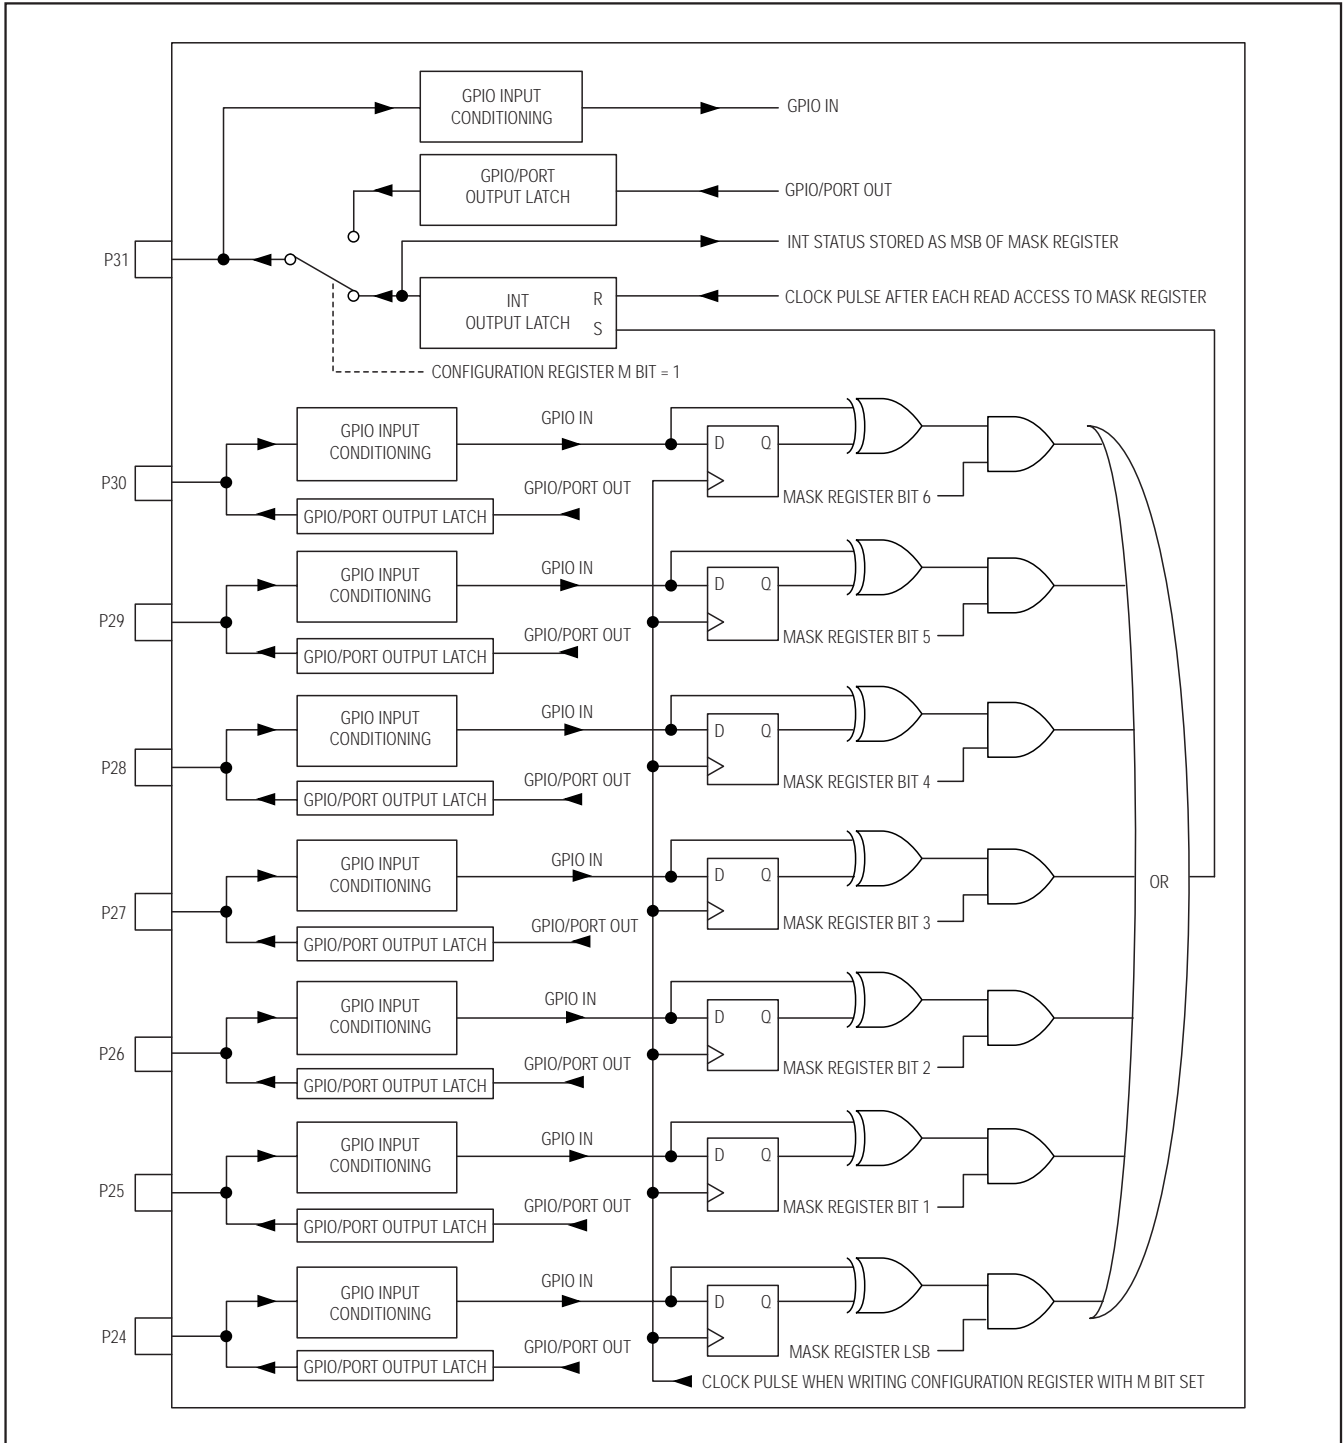 GPIO INPUT
CONDITIONING
GPIO IN
GPIO/PORT
OUTPUT LATCH
GPIO/PORT OUT
INT STATUS STORED AS MSB OF MASK REGISTER
P31
INT
OUTPUT LATCH
R
S
CLOCK PULSE AFTER EACH READ ACCESS TO MASK REGISTER
CONFIGURATION REGISTER M BIT = 1
GPIO INPUT
CONDITIONING
GPIO IN
D Q
P30
GPIO/PORT OUT
MASK REGISTER BIT 6
GPIO/PORT OUTPUT LATCH
GPIO INPUT
CONDITIONING
GPIO IN
D Q
P29
GPIO/PORT OUT
MASK REGISTER BIT 5
GPIO/PORT OUTPUT LATCH
GPIO INPUT
CONDITIONING
GPIO IN
D Q
P28
GPIO/PORT OUT
MASK REGISTER BIT 4
GPIO/PORT OUTPUT LATCH
GPIO INPUT
CONDITIONING
GPIO IN
D Q
OR
P27
GPIO/PORT OUT
MASK REGISTER BIT 3
GPIO/PORT OUTPUT LATCH
GPIO INPUT
CONDITIONING
GPIO IN
D Q
P26
GPIO/PORT OUT
MASK REGISTER BIT 2
GPIO/PORT OUTPUT LATCH
GPIO INPUT
CONDITIONING
GPIO IN
D Q
P25
GPIO/PORT OUT
MASK REGISTER BIT 1
GPIO/PORT OUTPUT LATCH
GPIO INPUT
CONDITIONING
GPIO IN
D Q
P24
GPIO/PORT OUT
MASK REGISTER LSB
GPIO/PORT OUTPUT LATCH
CLOCK PULSE WHEN WRITING CONFIGURATION REGISTER WITH M BIT SET